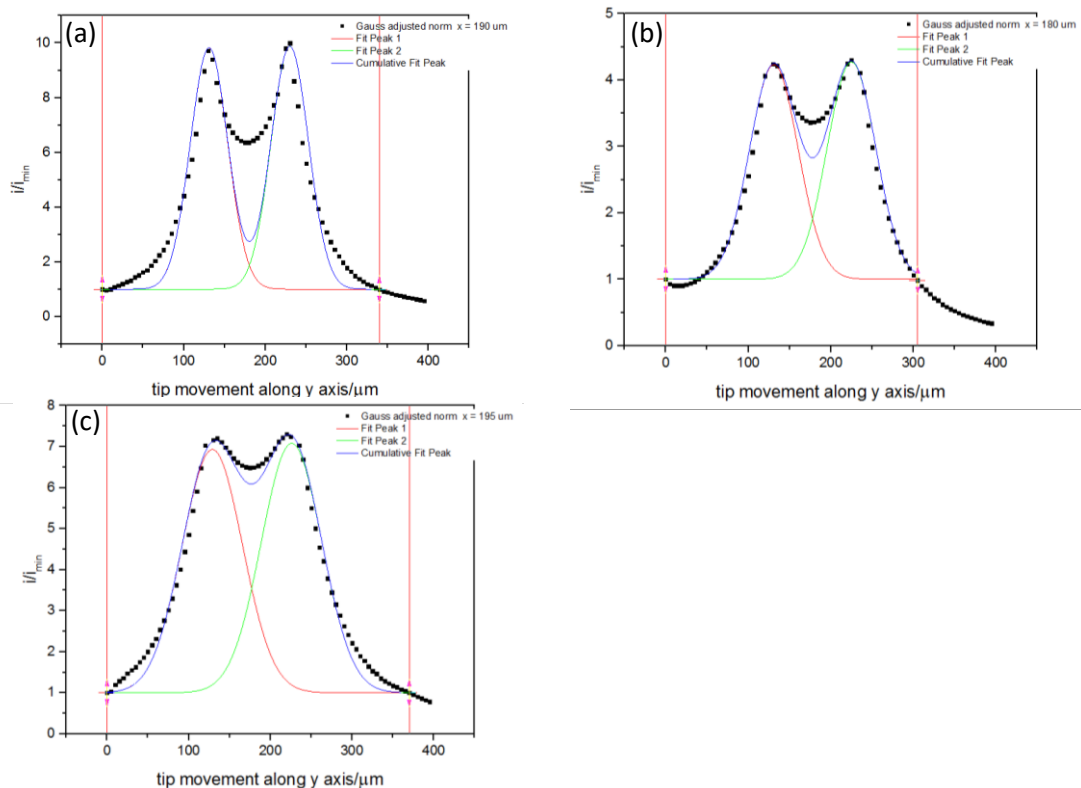 (a)
Gauss adjusted norm x = 190 um
Fit Peak 1
Fit Peak 2
Cumulative Fit Peak
10
8
6
4
2
0
i/imin
0 100 200 300 400
tip movement along y axis/μm
(b)
Gauss adjusted norm x = 180 um
Fit Peak 1
Fit Peak 2
Cumulative Fit Peak
5
4
3
2
1
0
i/imin
0 100 200 300 400
tip movement along y axis/μm
(c)
Gauss adjusted norm x = 195 um
Fit Peak 1
Fit Peak 2
Cumulative Fit Peak
8
7
6
5
4
3
2
1
0
i/imin
0 100 200 300 400
tip movement along y axis/μm